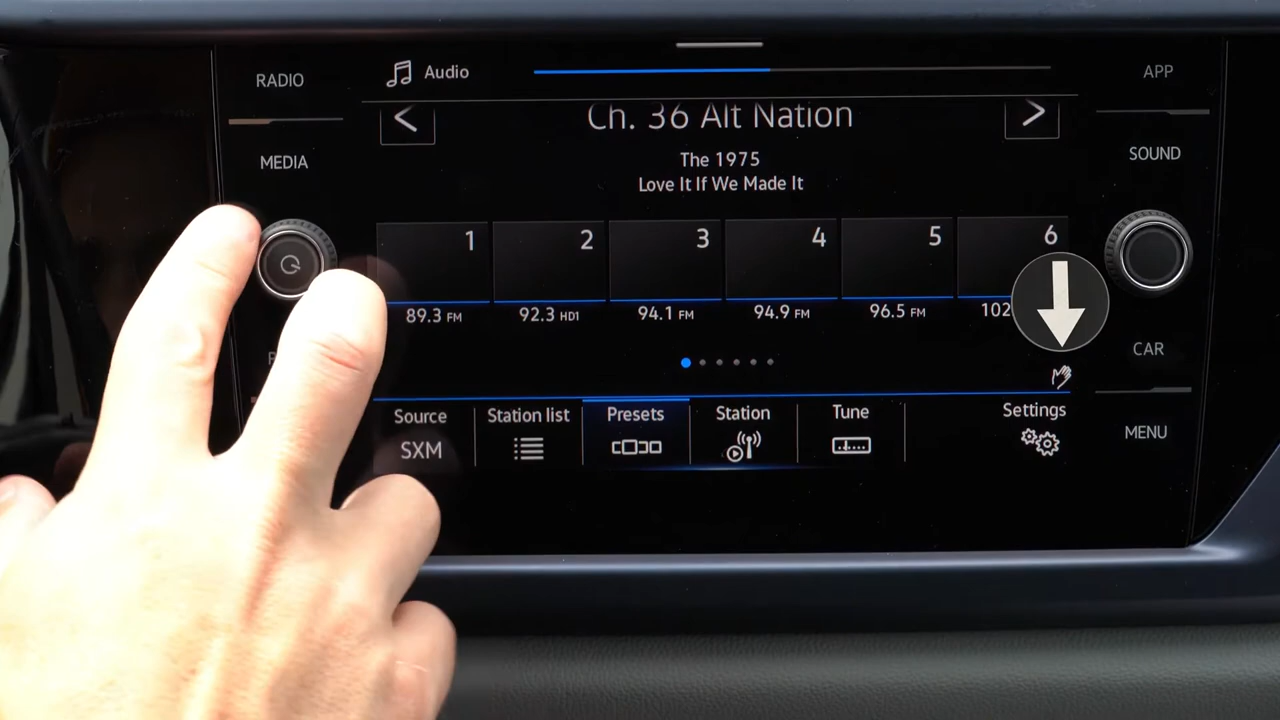 RADIO
Audio
APP
Ch. 36 Alt Nation
MEDIA
The 1975
SOUND
Love It If We Made It
1 2 3 4 5 6
89.3 FM 92.3 HD1 94.1 FM 94.9 FM 96.5 FM 102
CAR
Source Station list Presets Station Tune Settings
SXM
MENU